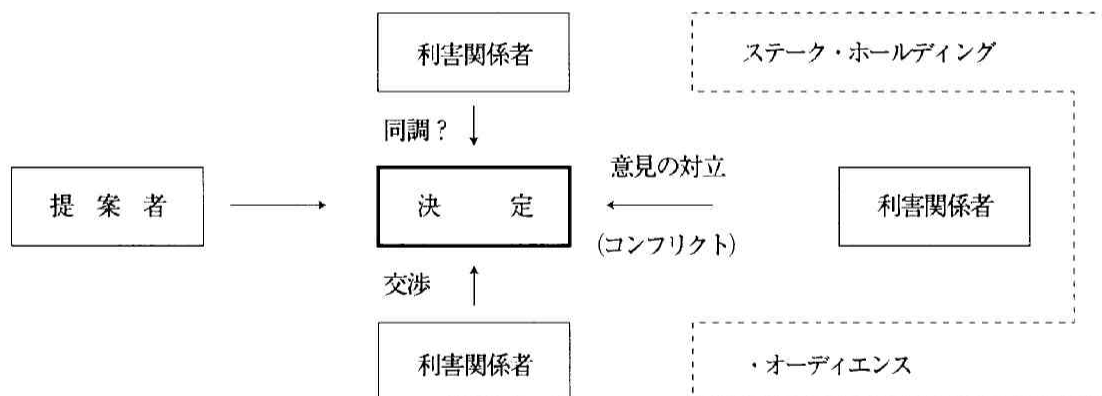 利害関係者
ステーク・ホールディング
同調？
意見の対立
提案者
決定
利害関係者
(コンフリクト)
交渉
利害関係者
・オーディエンス